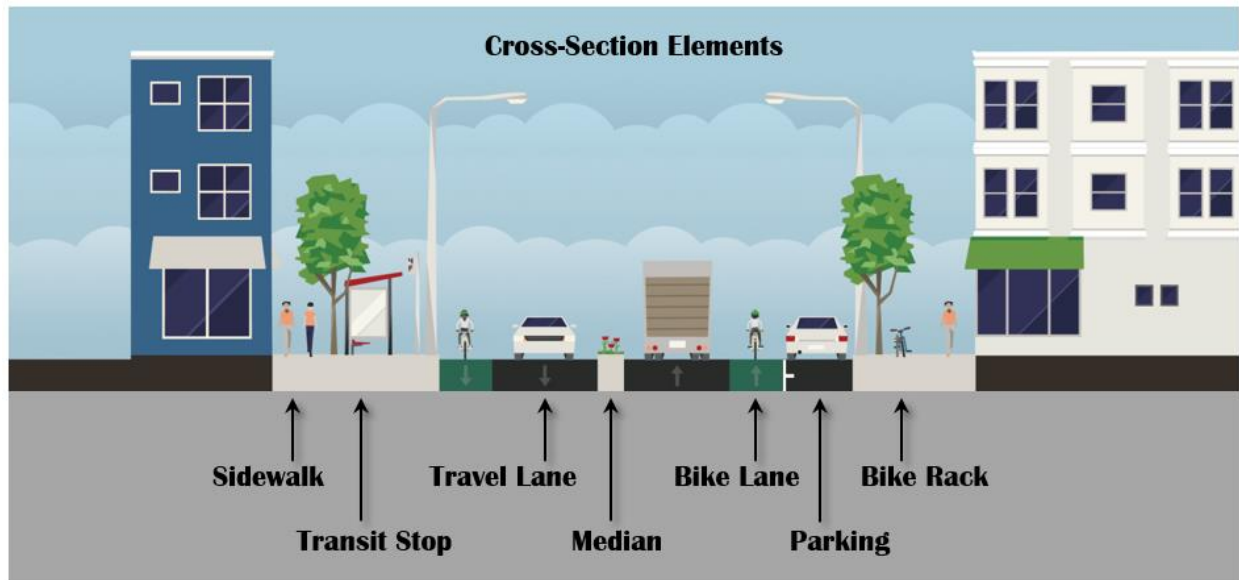 Cross-Section Elements
Sidewalk
Travel Lane
Bike Lane
Bike Rack
Transit Stop
Median
Parking